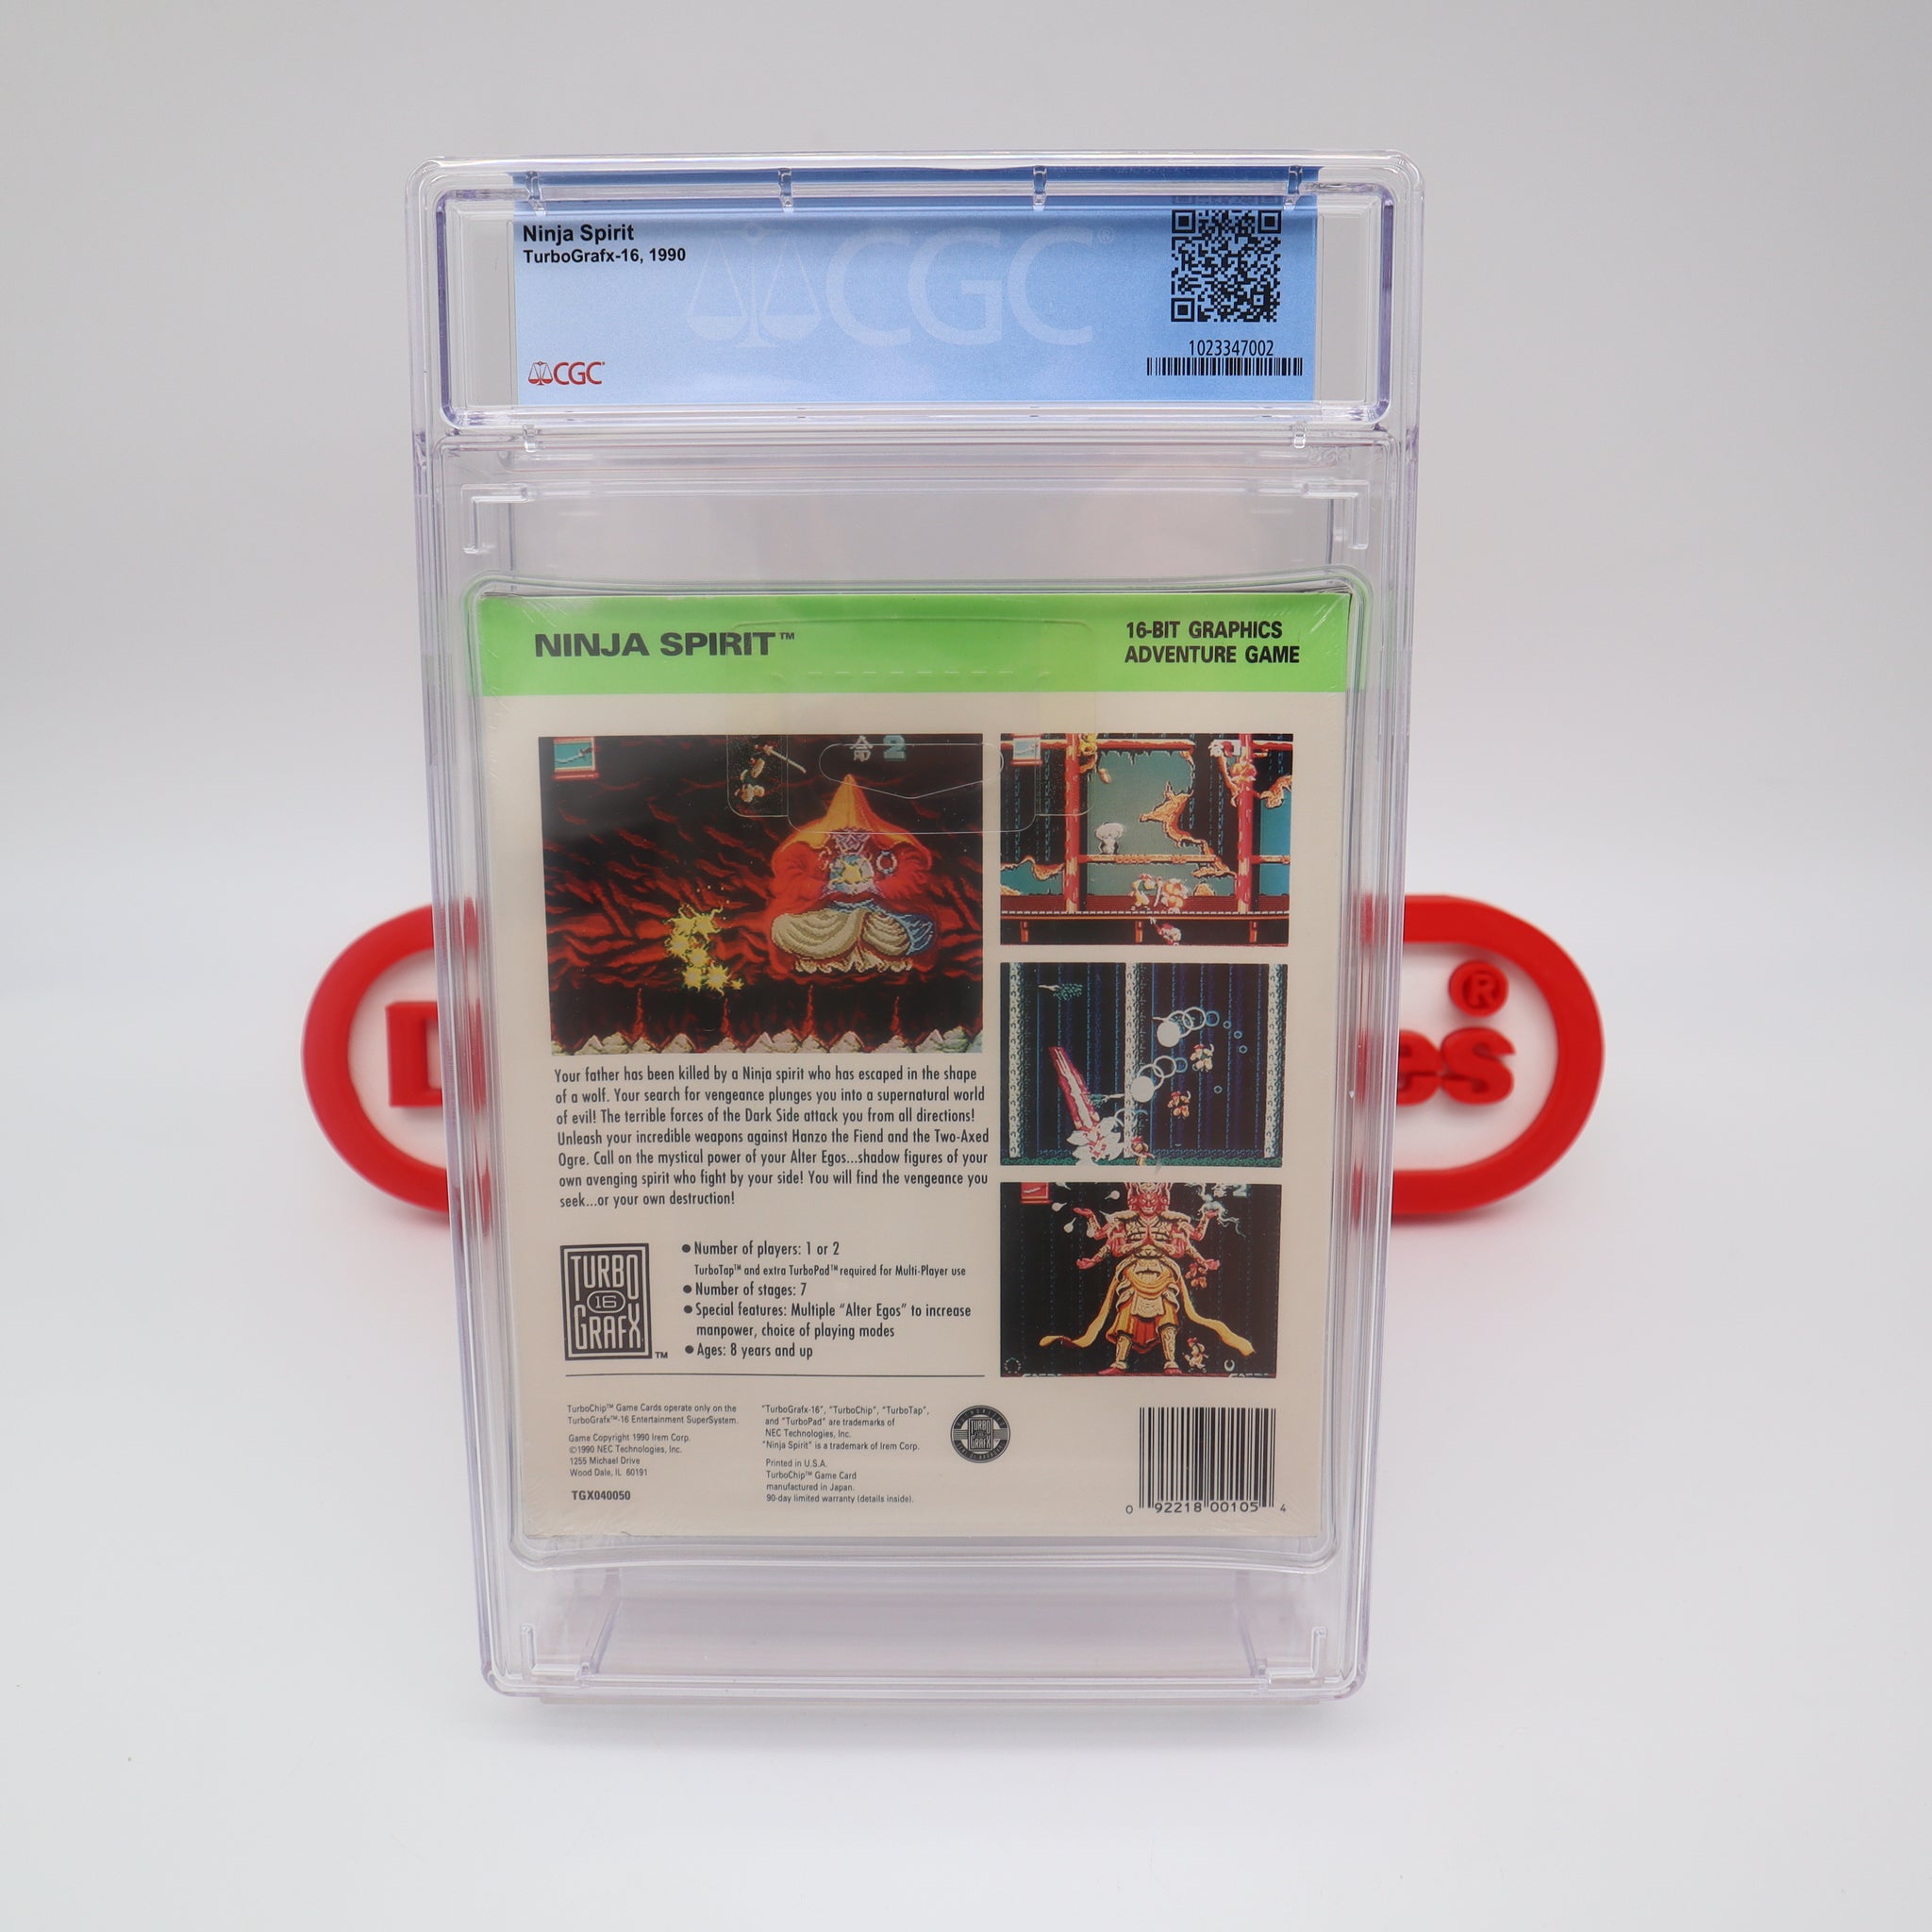 Ninja Spirit
TurboGrafx-16, 1990
CGC®
1023347002
CGC
NINJA SPIRIT™
16-BIT GRAPHICS
ADVENTURE GAME
命 2
Your father has been killed by a Ninja spirit who has escaped in the shape
of a wolf. Your search for vengeance plunges you into a supernatural world
of evil! The terrible forces of the Dark Side attack you from all directions!
Unleash your incredible weapons against Hanzo the Fiend and the Two-Axed
Ogre. Call on the mystical power of your Alter Egos...shadow figures of your
own avenging spirit who fight by your side! You will find the vengeance you
seek...or your own destruction!
TURBO
16
GRAFX
™
● Number of players: 1 or 2
TurboTap™ and extra TurboPad™ required for Multi-Player use
● Number of stages: 7
● Special features: Multiple “Alter Egos” to increase
manpower, choice of playing modes
● Ages: 8 years and up
TurboChip™ Game Cards operate only on the
TurboGrafx™-16 Entertainment SuperSystem.
Game Copyright 1990 Irem Corp.
©1990 NEC Technologies, Inc.
1255 Michael Drive
Wood Dale, IL 60191
TGX040050
"TurboGrafx-16", "TurboChip", "TurboTap",
and "TurboPad" are trademarks of
NEC Technologies, Inc.
"Ninja Spirit" is a trademark of Irem Corp.
Printed in U.S.A.
TurboChip™ Game Card
manufactured in Japan.
90-day limited warranty (details inside).
TURBO
GRAFX
0 92218 00105 4
D
es
®